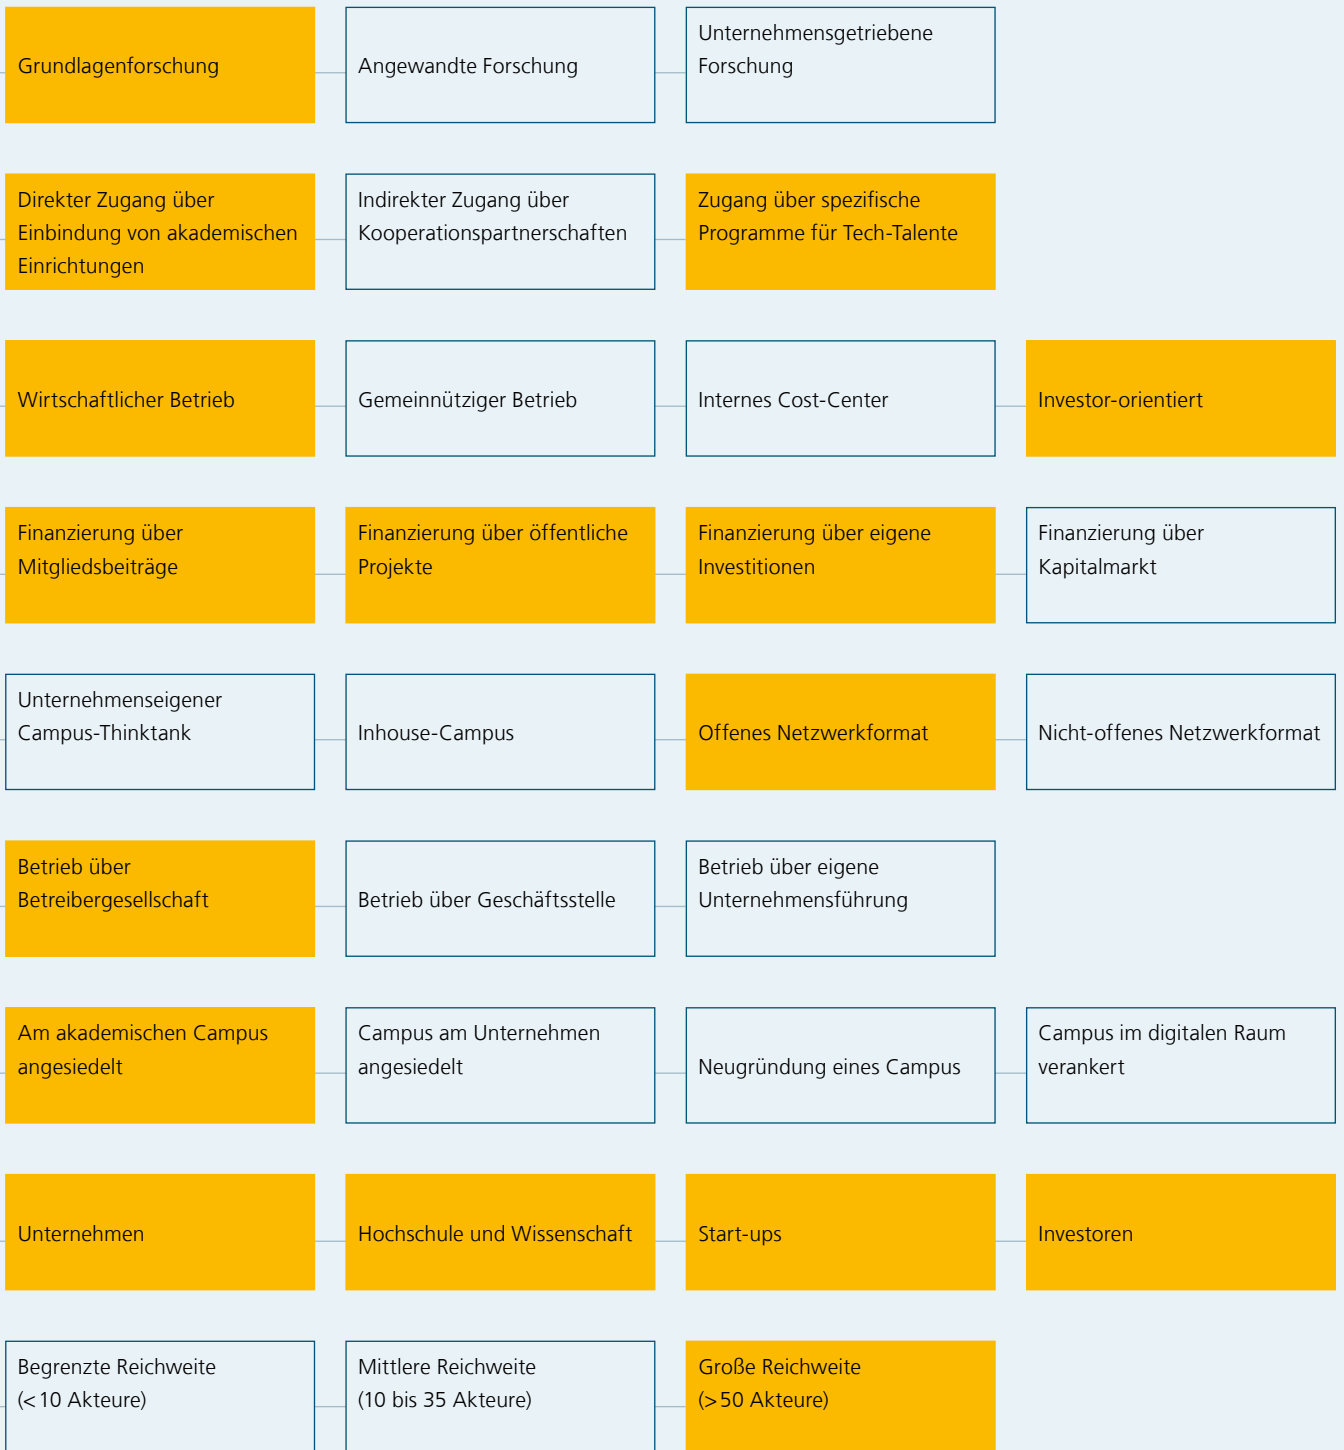 Grundlagenforschung
Angewandte Forschung
Unternehmensgetriebene
Forschung
Direkter Zugang über
Einbindung von akademischen
Einrichtungen
Indirekter Zugang über
Kooperationspartnerschaften
Zugang über spezifische
Programme für Tech-Talente
Wirtschaftlicher Betrieb
Gemeinnütziger Betrieb
Internes Cost-Center
Investor-orientiert
Finanzierung über
Mitgliedsbeiträge
Finanzierung über öffentliche
Projekte
Finanzierung über eigene
Investitionen
Finanzierung über
Kapitalmarkt
Unternehmenseigener
Campus-Thinktank
Inhouse-Campus
Offenes Netzwerkformat
Nicht-offenes Netzwerkformat
Betrieb über
Betreibergesellschaft
Betrieb über Geschäftsstelle
Betrieb über eigene
Unternehmensführung
Am akademischen Campus
angesiedelt
Campus am Unternehmen
angesiedelt
Neugründung eines Campus
Campus im digitalen Raum
verankert
Unternehmen
Hochschule und Wissenschaft
Start-ups
Investoren
Begrenzte Reichweite
(< 10 Akteure)
Mittlere Reichweite
(10 bis 35 Akteure)
Große Reichweite
(> 50 Akteure)